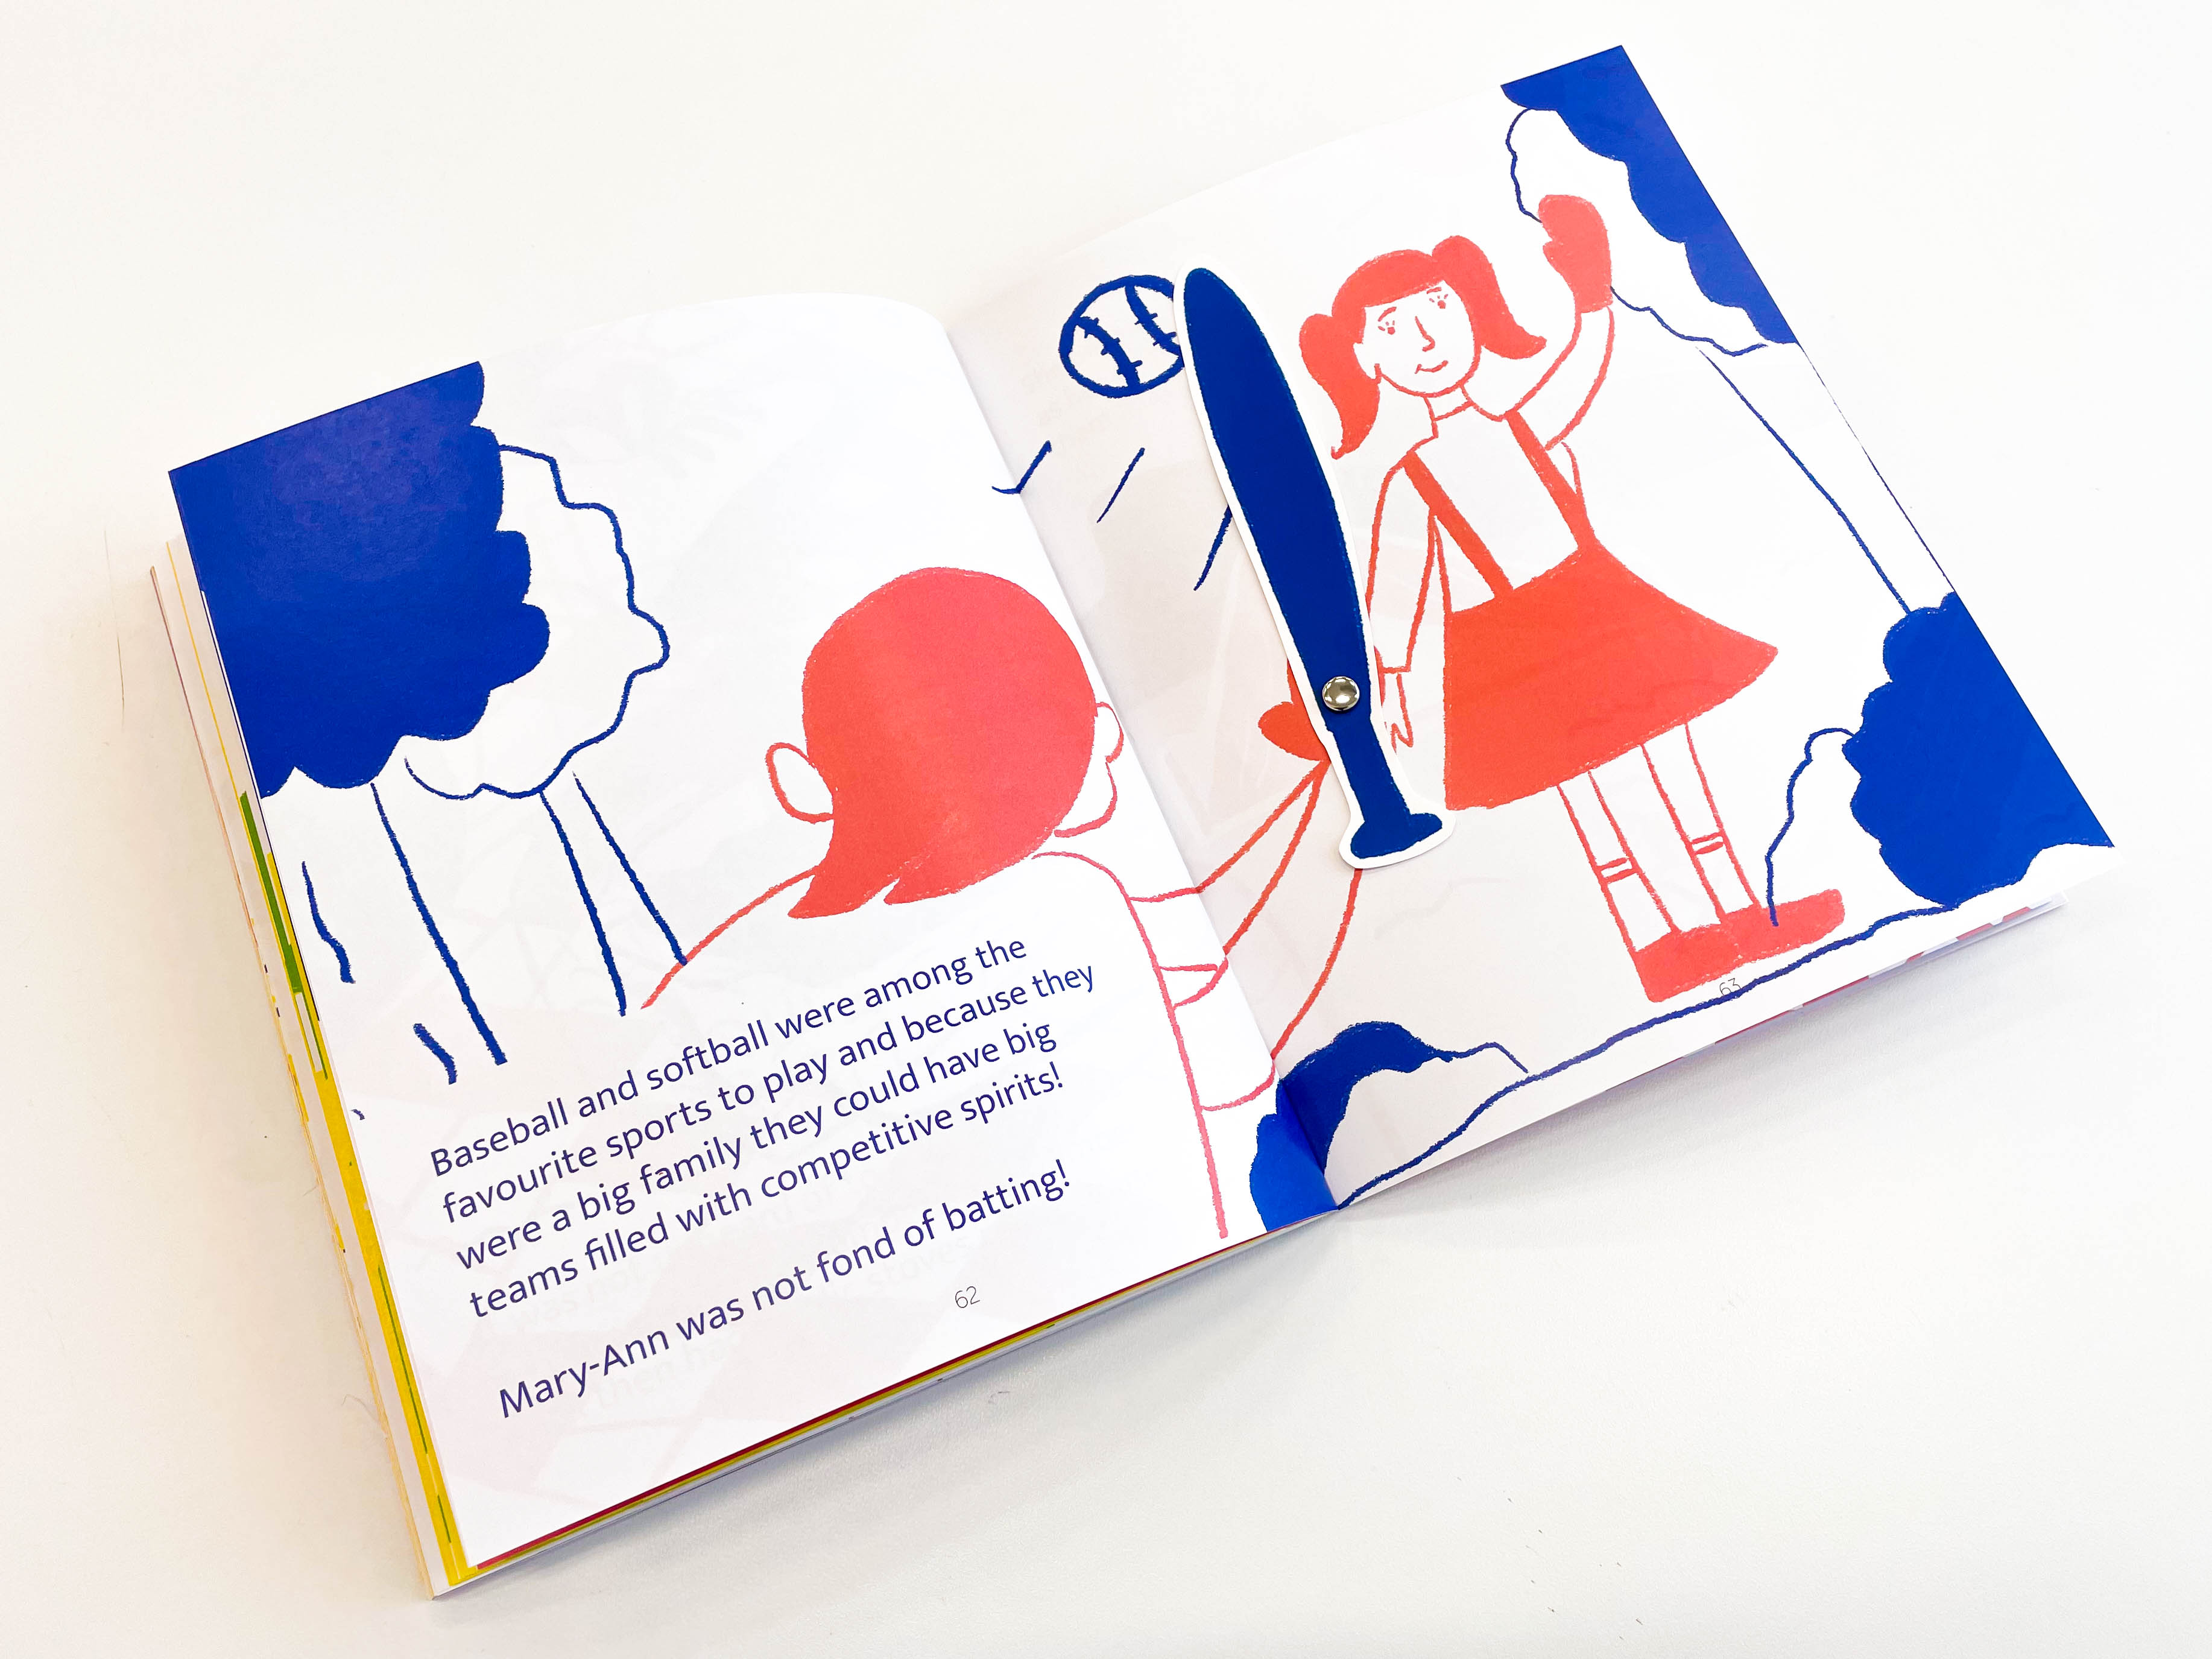 Baseball and softball were among the
favourite sports to play and because they
were a big family they could have big
teams filled with competitive spirits!
Mary-Ann was not fond of batting!
62
63